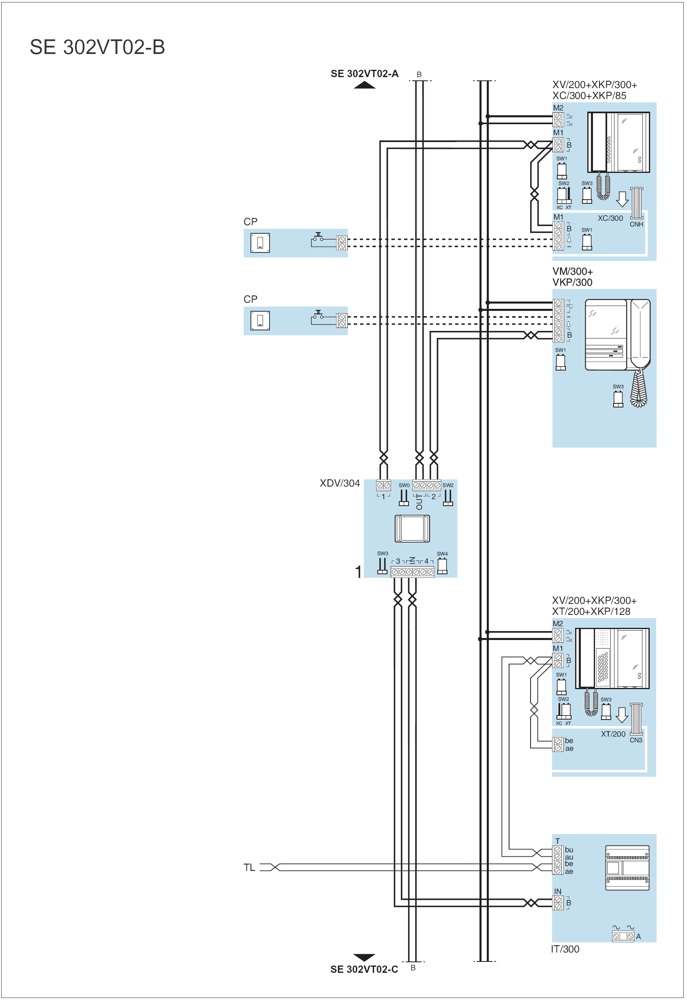 SE 302VT02-B
SE 302VT02-A
B
XV/200+XKP/300+
XC/300+XKP/85
M2
M1
B
SW1
SW2
SW3
XC XT
XC/300
CNH
M1
B
SW1
–
CP
VM/300+
VKP/300
CP
–
B
SW1
SW3
XDV/304
SW0
SW2
1
OUT
2
SW3
SW4
3
IN
4
1
XV/200+XKP/300+
XT/200+XKP/128
M2
M1
B
SW1
SW2
SW3
XC XT
XT/200
CN3
be
ae
T
bu
au
be
ae
TL
IN
B
A
IT/300
SE 302VT02-C
B